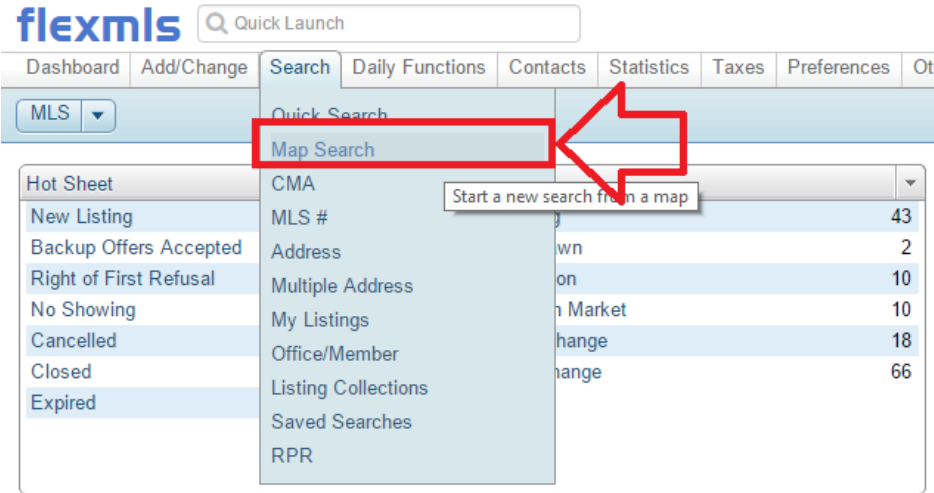 flexmls
Quick Launch
Dashboard Add/Change Search Daily Functions Contacts Statistics Taxes Preferences Ot
MLS
Quick Search
Map Search
CMA
MLS #
Address
Multiple Address
My Listings
Office/Member
Listing Collections
Saved Searches
RPR
Start a new search from a map
Hot Sheet
New Listing g 43
Backup Offers Accepted wn 2
Right of First Refusal on 10
No Showing n Market 10
Cancelled hange 18
Closed hange 66
Expired